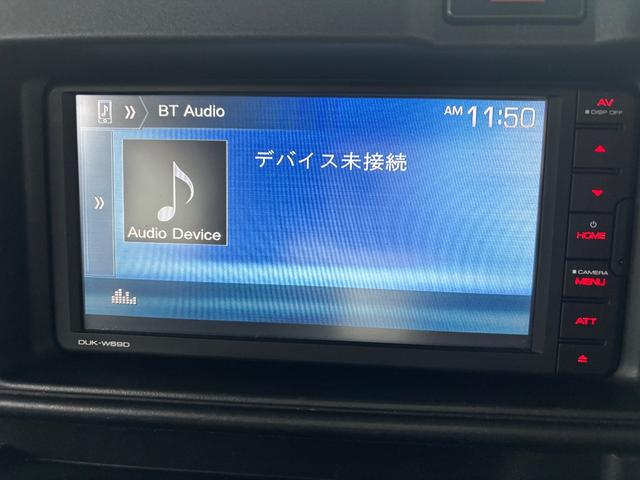 BT Audio
AM 11:50
デバイス未接続
Audio Device
DUK-W69D
AV
DISP OFF
HOME
CAMERA
MENU
ATT